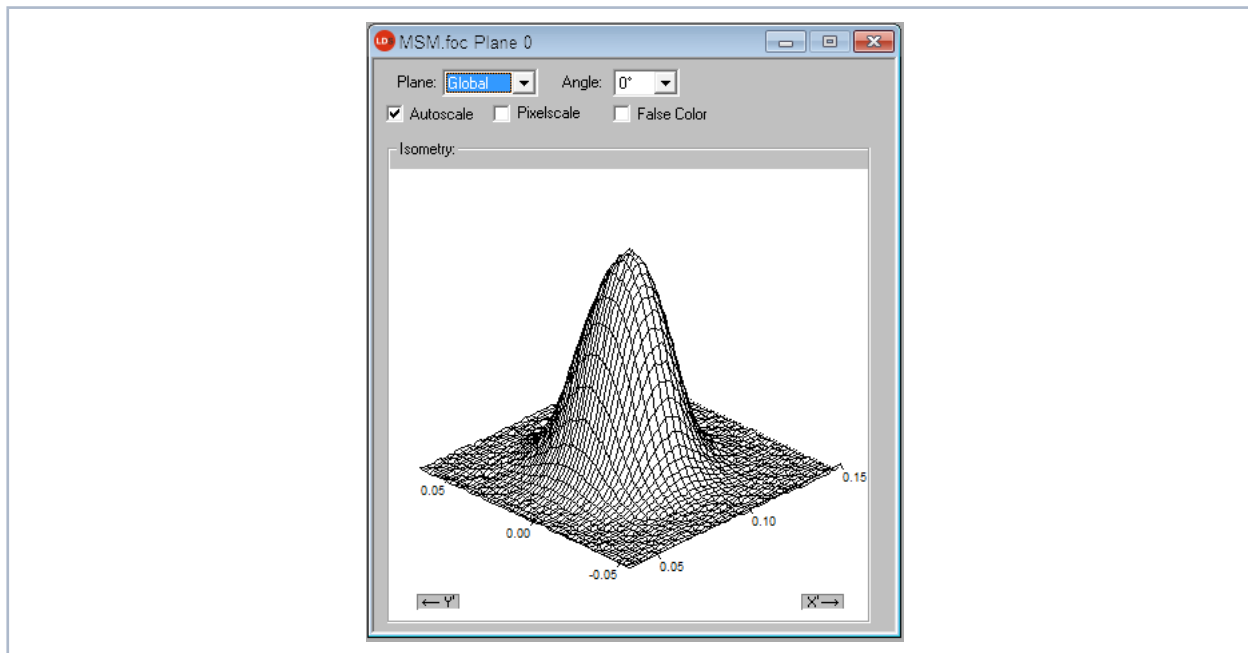 LD MSM.foc Plane 0
Plane: Global Angle: 0°
Autoscale Pixelscale False Color
Isometry:
0.05
0.00
-0.05
0.05
0.10
0.15
← Y' X' →